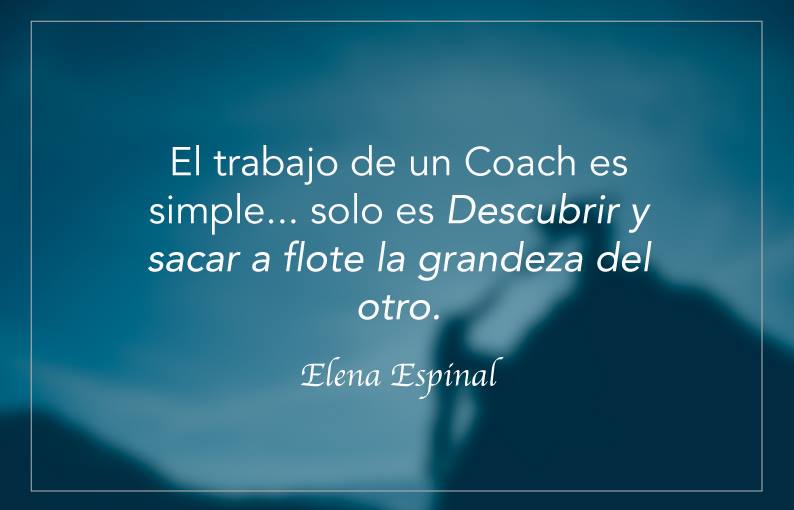 El trabajo de un Coach es
simple... solo es Descubrir y
sacar a flote la grandeza del
otro.
Elena Espinal